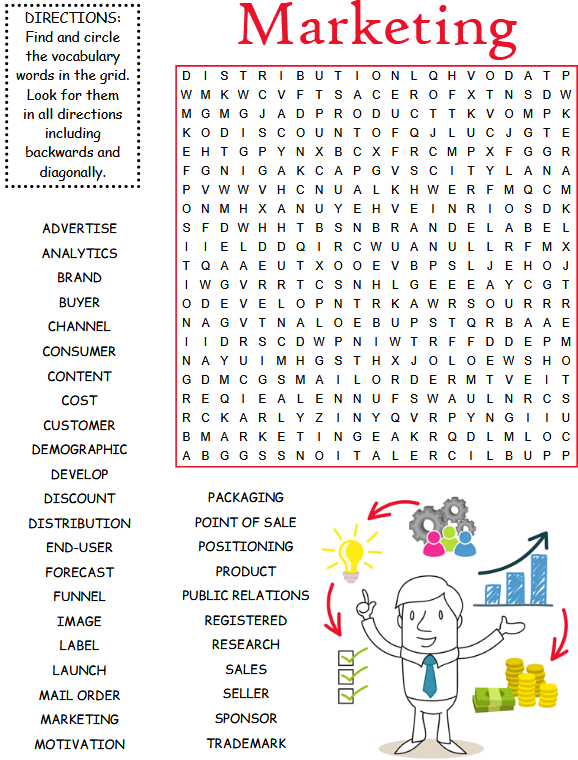 Marketing
DIRECTIONS:
Find and circle
the vocabulary
words in the grid.
Look for them
in all directions
including
backwards and
diagonally.
D I S T R I B U T I O N L Q H V O D A T P
W M K W C V F T S A C E R O F X T N S D W
M G M G J A D P R O D U C T T K V O M P K
K O D I S C O U N T O F Q J L U C J G T E
E H T G P Y N X B C X F R C M P X F G G R
F G N I G A K C A P G V S C I T Y L A N A
P V W W V H C N U A L K H W E R F M Q C M
O N M H X A N U Y E H V E I N R I O S D K
S F D W H H T B S N B R A N D E L A B E L
I I E L D D Q I R C W U A N U L L R F M X
T Q A A E U T X O O E V B P S L J E H O J
I W G V R R T C S N H L G E E E A Y C G T
O D E V E L O P N T R K A W R S O U R R R
N A G V T N A L O E B U P S T Q R B A A E
I I D R S C D W P N I W T R F F D D E P M
N A Y U I M H G S T H X J O L O E W S H O
G D M C G S M A I L O R D E R M T V E I T
R E Q I E A L E N N U F S W A U L N R C S
R C K A R L Y Z I N Y Q V R P Y N G I I U
B M A R K E T I N G E A K R Q D L M L O C
A B G G S S N O I T A L E R C I L B U P P
ADVERTISE
ANALYTICS
BRAND
BUYER
CHANNEL
CONSUMER
CONTENT
COST
CUSTOMER
DEMOGRAPHIC
DEVELOP
DISCOUNT
DISTRIBUTION
END-USER
FORECAST
FUNNEL
IMAGE
LABEL
LAUNCH
MAIL ORDER
MARKETING
MOTIVATION
PACKAGING
POINT OF SALE
POSITIONING
PRODUCT
PUBLIC RELATIONS
REGISTERED
RESEARCH
SALES
SELLER
SPONSOR
TRADEMARK